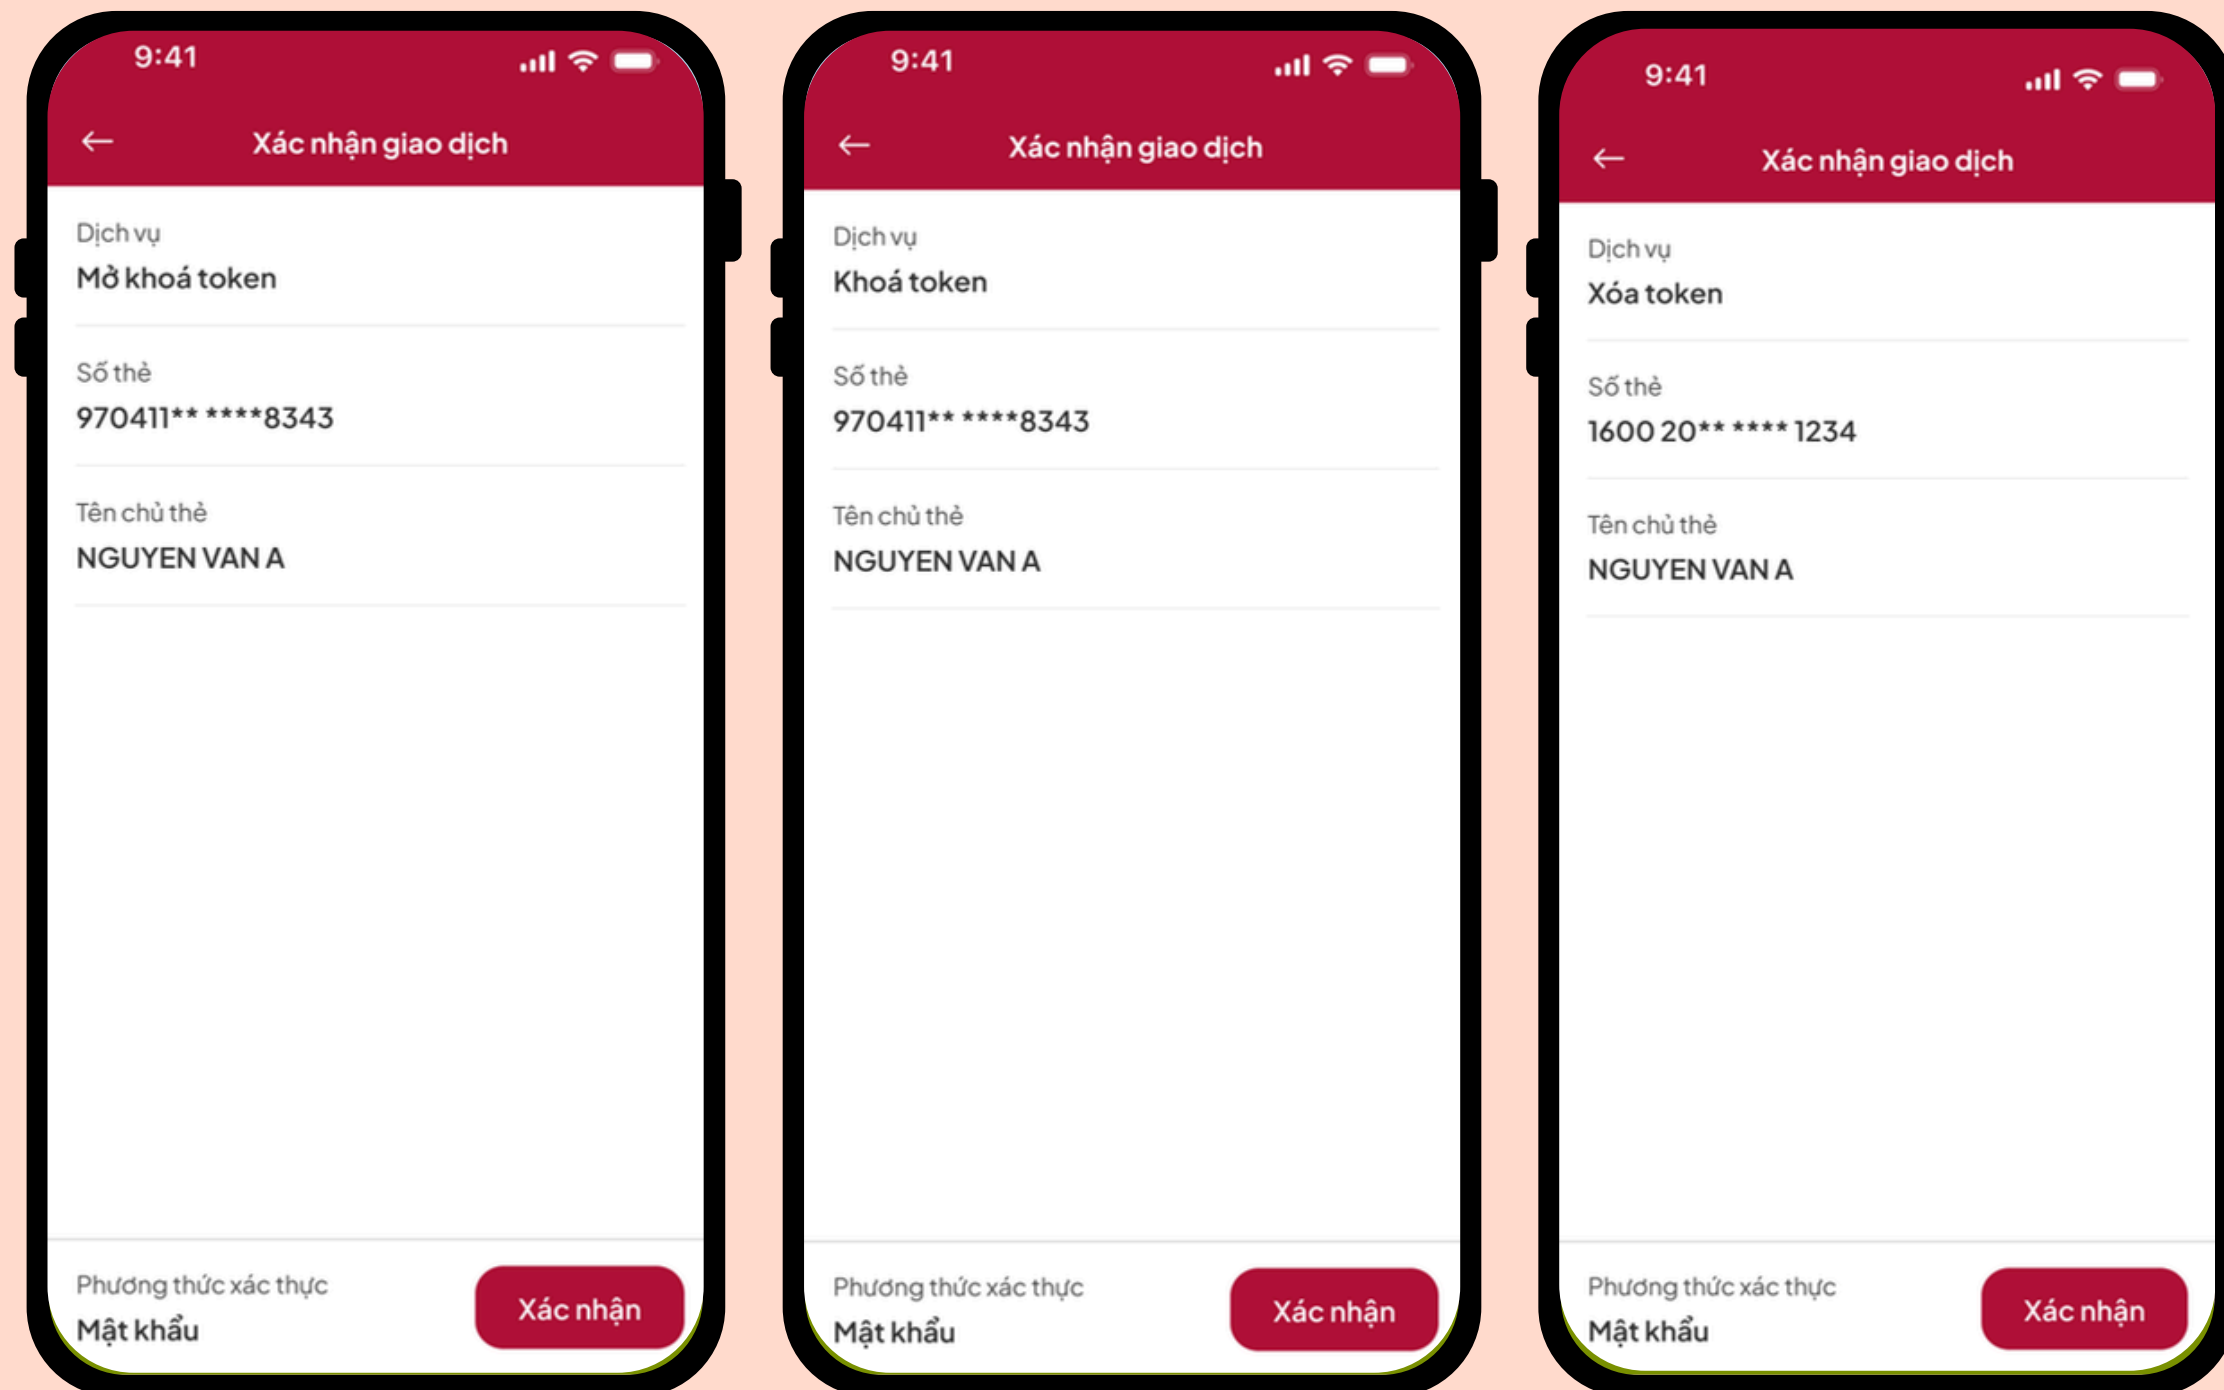 9:41
Xác nhận giao dịch
Dịch vụ
Mở khoá token
Số thẻ
970411** ****8343
Tên chủ thẻ
NGUYEN VAN A
Phương thức xác thực
Mật khẩu
Xác nhận
9:41
Xác nhận giao dịch
Dịch vụ
Khoá token
Số thẻ
970411** ****8343
Tên chủ thẻ
NGUYEN VAN A
Phương thức xác thực
Mật khẩu
Xác nhận
9:41
Xác nhận giao dịch
Dịch vụ
Xóa token
Số thẻ
1600 20** **** 1234
Tên chủ thẻ
NGUYEN VAN A
Phương thức xác thực
Mật khẩu
Xác nhận